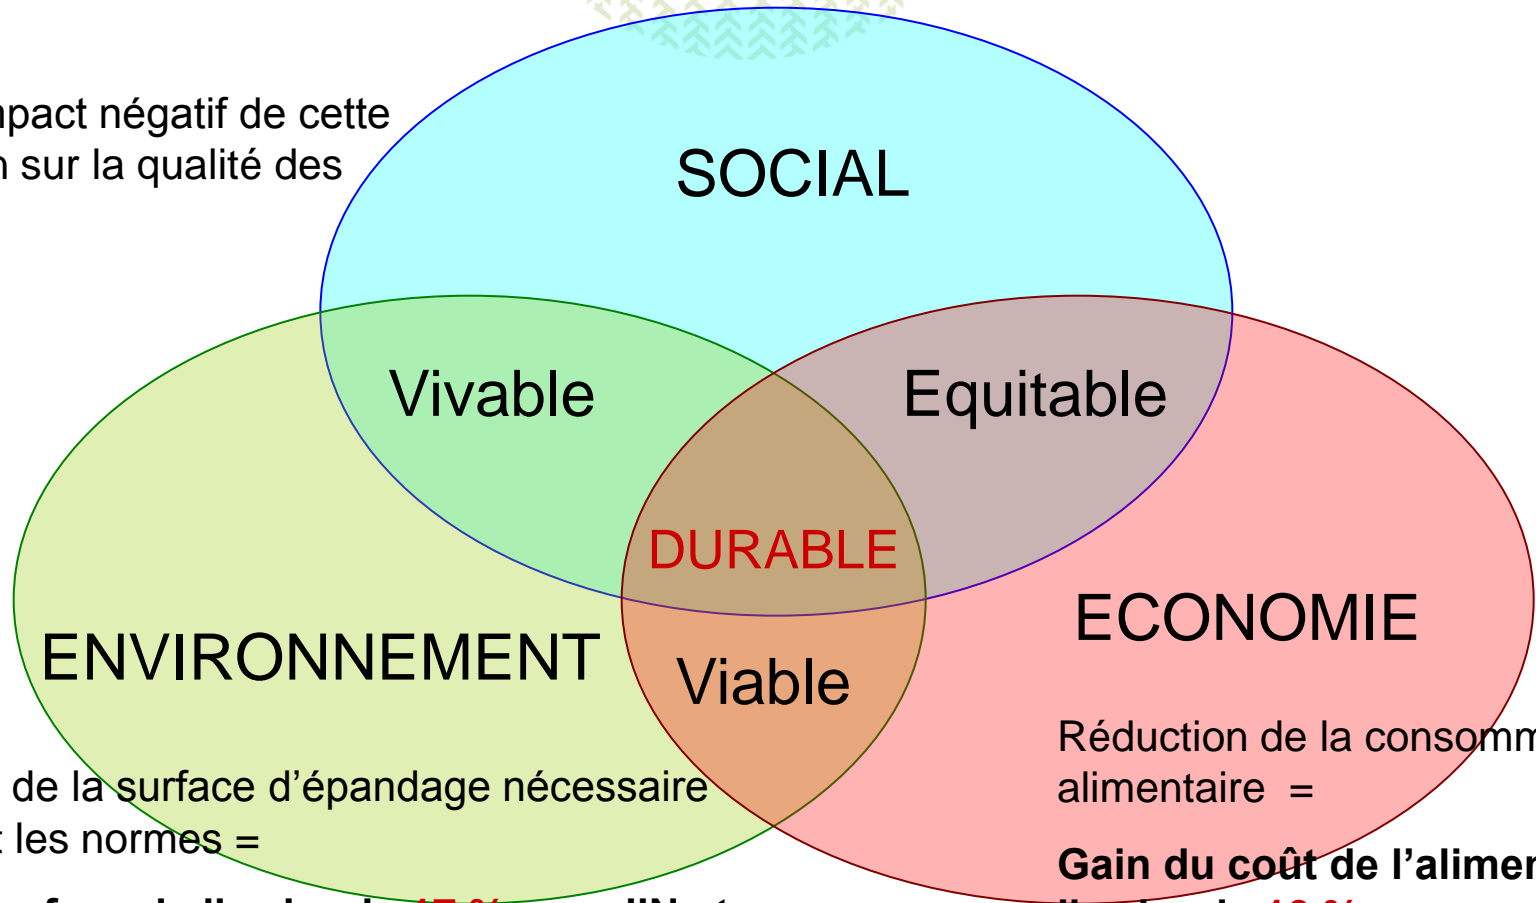 pact négatif de cette
sur la qualité des
SOCIAL
Vivable
Equitable
DURABLE
ENVIRONNEMENT
ECONOMIE
Viable
Réduction de la consomm
alimentaire =
de la surface d’épandage nécessaire
t les normes =
Gain du coût de l’alimen